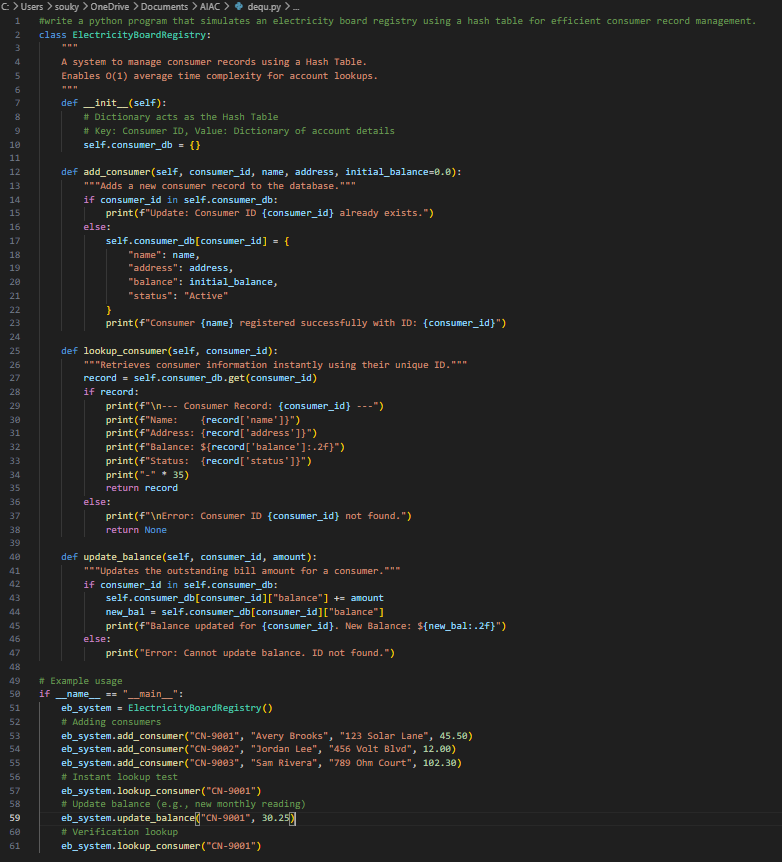 C: > Users > souky > OneDrive > Documents > AIAC > dequ.py > ...
1 #write a python program that simulates an electricity board registry using a hash table for efficient consumer record management.
2 class ElectricityBoardRegistry:
3     """
4     A system to manage consumer records using a Hash Table.
5     Enables O(1) average time complexity for account lookups.
6     """
7     def __init__(self):
8         # Dictionary acts as the Hash Table
9         # Key: Consumer ID, Value: Dictionary of account details
10         self.consumer_db = {}
11
12     def add_consumer(self, consumer_id, name, address, initial_balance=0.0):
13         """Adds a new consumer record to the database."""
14         if consumer_id in self.consumer_db:
15             print(f"Update: Consumer ID {consumer_id} already exists.")
16         else:
17             self.consumer_db[consumer_id] = {
18                 "name": name,
19                 "address": address,
20                 "balance": initial_balance,
21                 "status": "Active"
22             }
23             print(f"Consumer {name} registered successfully with ID: {consumer_id}")
24
25     def lookup_consumer(self, consumer_id):
26         """Retrieves consumer information instantly using their unique ID."""
27         record = self.consumer_db.get(consumer_id)
28         if record:
29             print(f"\n--- Consumer Record: {consumer_id} ---")
30             print(f"Name:    {record['name']}")
31             print(f"Address: {record['address']}")
32             print(f"Balance: ${record['balance']:.2f}")
33             print(f"Status:  {record['status']}")
34             print("-" * 35)
35             return record
36         else:
37             print(f"\nError: Consumer ID {consumer_id} not found.")
38             return None
39
40     def update_balance(self, consumer_id, amount):
41         """Updates the outstanding bill amount for a consumer."""
42         if consumer_id in self.consumer_db:
43             self.consumer_db[consumer_id]["balance"] += amount
44             new_bal = self.consumer_db[consumer_id]["balance"]
45             print(f"Balance updated for {consumer_id}. New Balance: ${new_bal:.2f}")
46         else:
47             print("Error: Cannot update balance. ID not found.")
48
49 # Example usage
50 if __name__ == "__main__":
51     eb_system = ElectricityBoardRegistry()
52     # Adding consumers
53     eb_system.add_consumer("CN-9001", "Avery Brooks", "123 Solar Lane", 45.50)
54     eb_system.add_consumer("CN-9002", "Jordan Lee", "456 Volt Blvd", 12.00)
55     eb_system.add_consumer("CN-9003", "Sam Rivera", "789 Ohm Court", 102.30)
56     # Instant lookup test
57     eb_system.lookup_consumer("CN-9001")
58     # Update balance (e.g., new monthly reading)
59     eb_system.update_balance("CN-9001", 30.25)
60     # Verification lookup
61     eb_system.lookup_consumer("CN-9001")